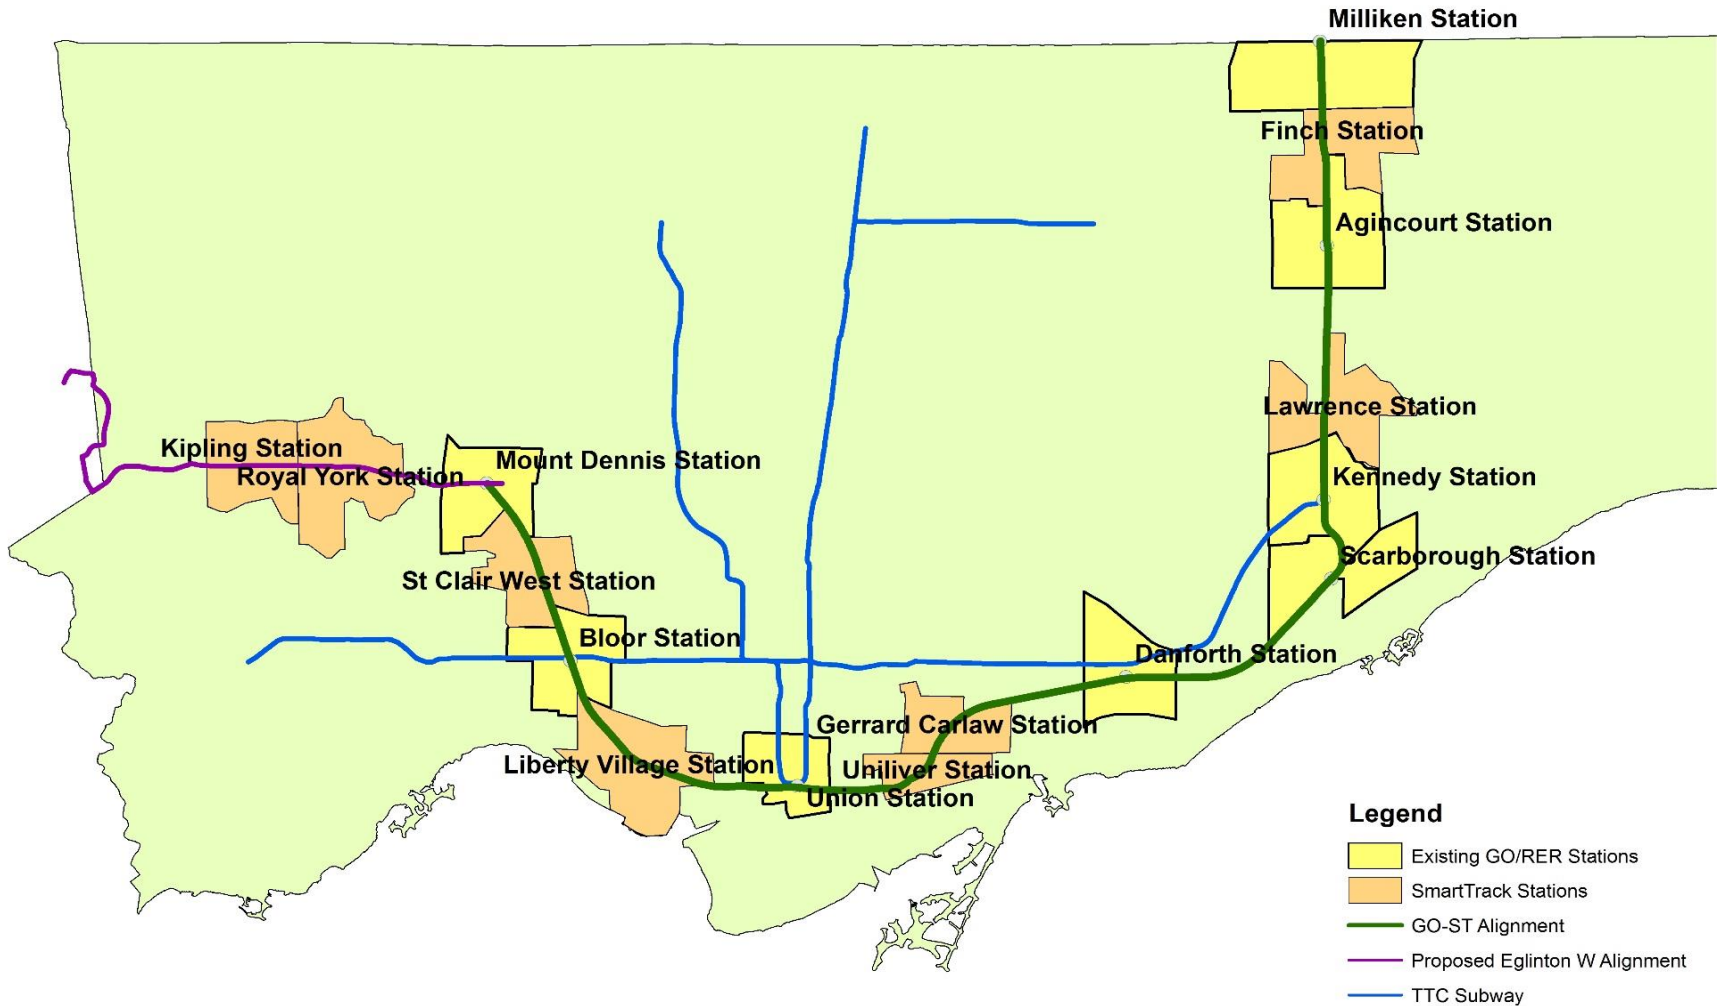 Milliken Station
Finch Station
Agincourt Station
Lawrence Station
Kipling Station
Mount Dennis Station
Royal York Station
Kennedy Station
Scarborough Station
St Clair West Station
Bloor Station
Danforth Station
Gerrard Carlaw Station
Liberty Village Station
Uniliver Station
Union Station
Legend
Existing GO/RER Stations
SmartTrack Stations
GO-ST Alignment
Proposed Eglinton W Alignment
TTC Subway